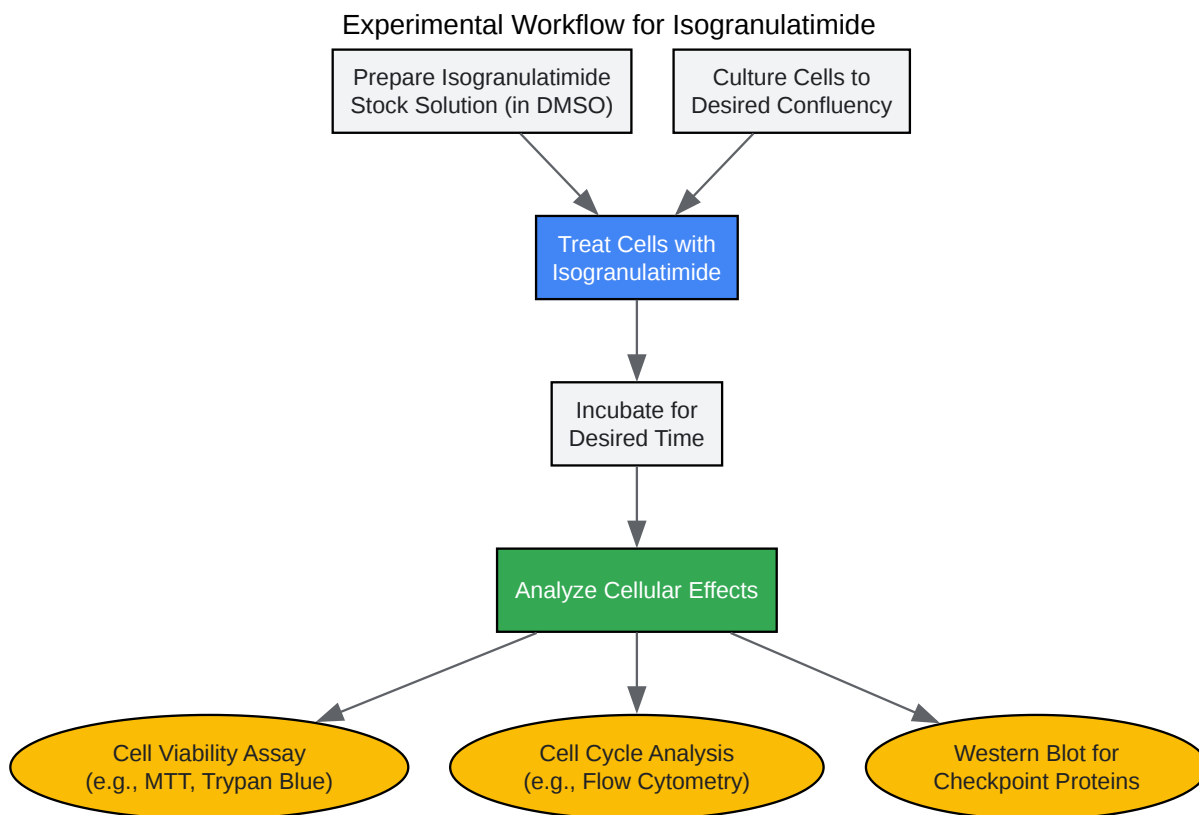 Experimental Workflow for Isogranulatimide
Prepare Isogranulatimide
Stock Solution (in DMSO)
Culture Cells to
Desired Confluency
Treat Cells with
Isogranulatimide
Incubate for
Desired Time
Analyze Cellular Effects
Cell Viability Assay
(e.g., MTT, Trypan Blue)
Cell Cycle Analysis
(e.g., Flow Cytometry)
Western Blot for
Checkpoint Proteins